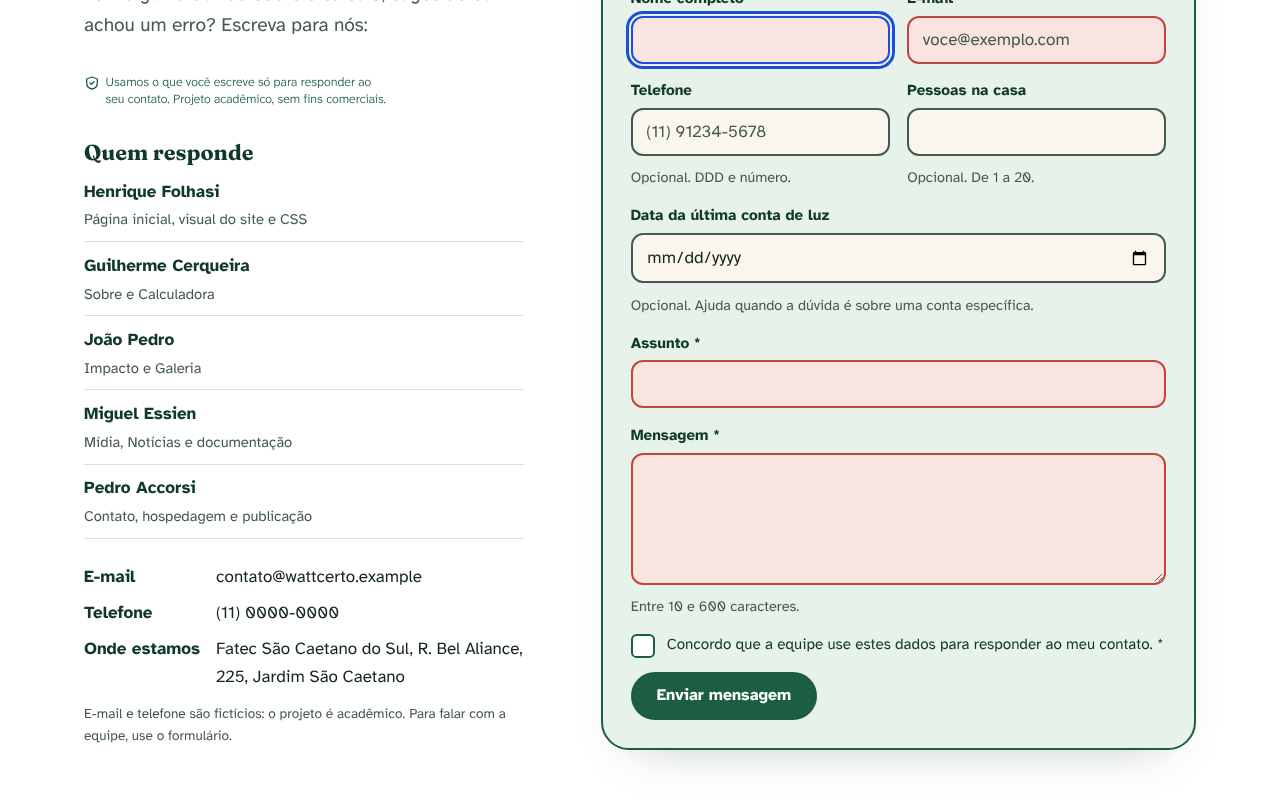 achou um erro? Escreva para nós:
Usamos o que você escreve só para responder ao
seu contato. Projeto acadêmico, sem fins comerciais.
Quem responde
Henrique Folhasi
Página inicial, visual do site e CSS
Guilherme Cerqueira
Sobre e Calculadora
João Pedro
Impacto e Galeria
Miguel Essien
Mídia, Notícias e documentação
Pedro Accorsi
Contato, hospedagem e publicação
E-mail contato@wattcerto.example
Telefone (11) 0000-0000
Onde estamos Fatec São Caetano do Sul, R. Bel Aliance,
225, Jardim São Caetano
E-mail e telefone são fictícios: o projeto é acadêmico. Para falar com a
equipe, use o formulário.
voce@exemplo.com
Telefone Pessoas na casa
(11) 91234-5678
Opcional. DDD e número. Opcional. De 1 a 20.
Data da última conta de luz
mm/dd/yyyy
Opcional. Ajuda quando a dúvida é sobre uma conta específica.
Assunto *
Mensagem *
Entre 10 e 600 caracteres.
Concordo que a equipe use estes dados para responder ao meu contato. *
Enviar mensagem